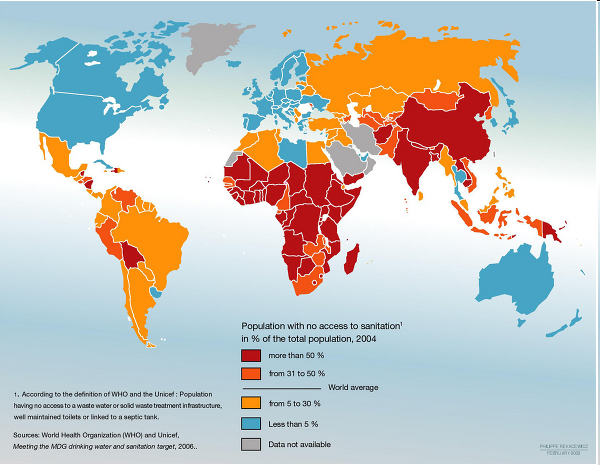 Population with no access to sanitation¹
in % of the total population, 2004
more than 50 %
from 31 to 50 %
World average
from 5 to 30 %
Less than 5 %
Data not available
1. According to the definition of WHO and the Unicef : Population
having no access to a waste water or solid waste treatment infrastructure,
well maintained toilets or linked to a septic tank.
Sources: World Health Organization (WHO) and Unicef,
Meeting the MDG drinking water and sanitation target, 2006..
PHILIPPE REKACEWICZ
FEBRUARY